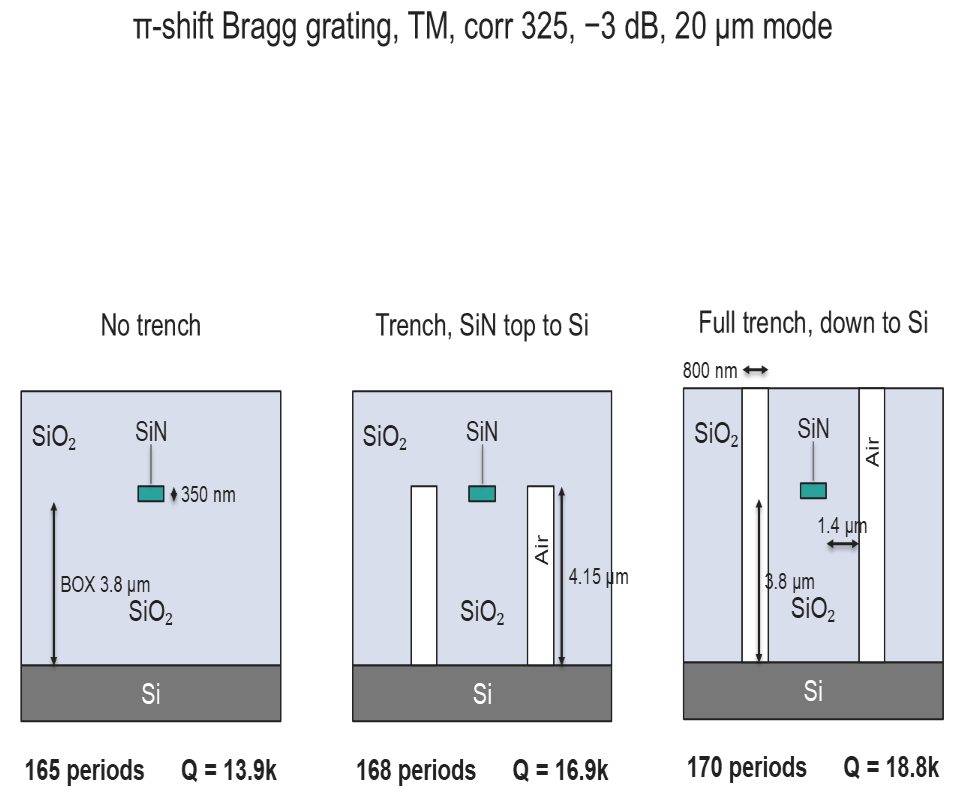 π-shift Bragg grating, TM, corr 325, −3 dB, 20 μm mode
No trench
SiO₂
SiN
350 nm
BOX 3.8 μm
SiO₂
Si
165 periods Q = 13.9k
Trench, SiN top to Si
SiO₂
SiN
Air
4.15 μm
SiO₂
Si
168 periods Q = 16.9k
Full trench, down to Si
800 nm
SiO₂
SiN
Air
1.4 μm
3.8 μm
SiO₂
Si
170 periods Q = 18.8k